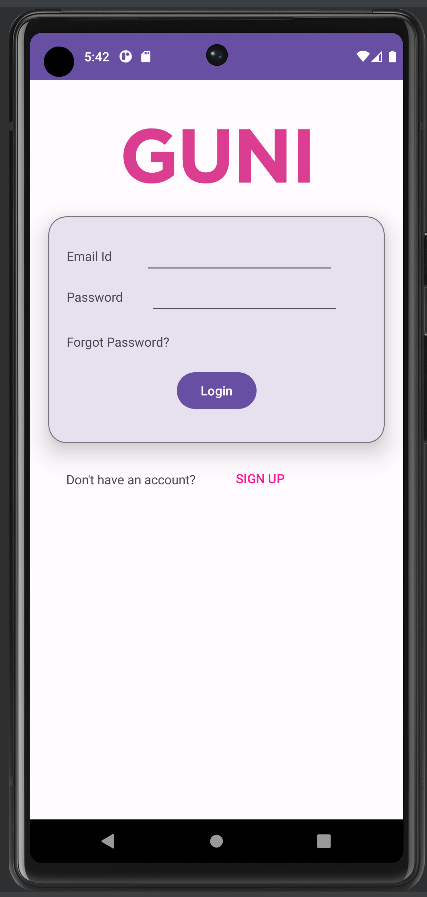 5:42
GUNI
Email Id
Password
Forgot Password?
Login
Don't have an account? SIGN UP